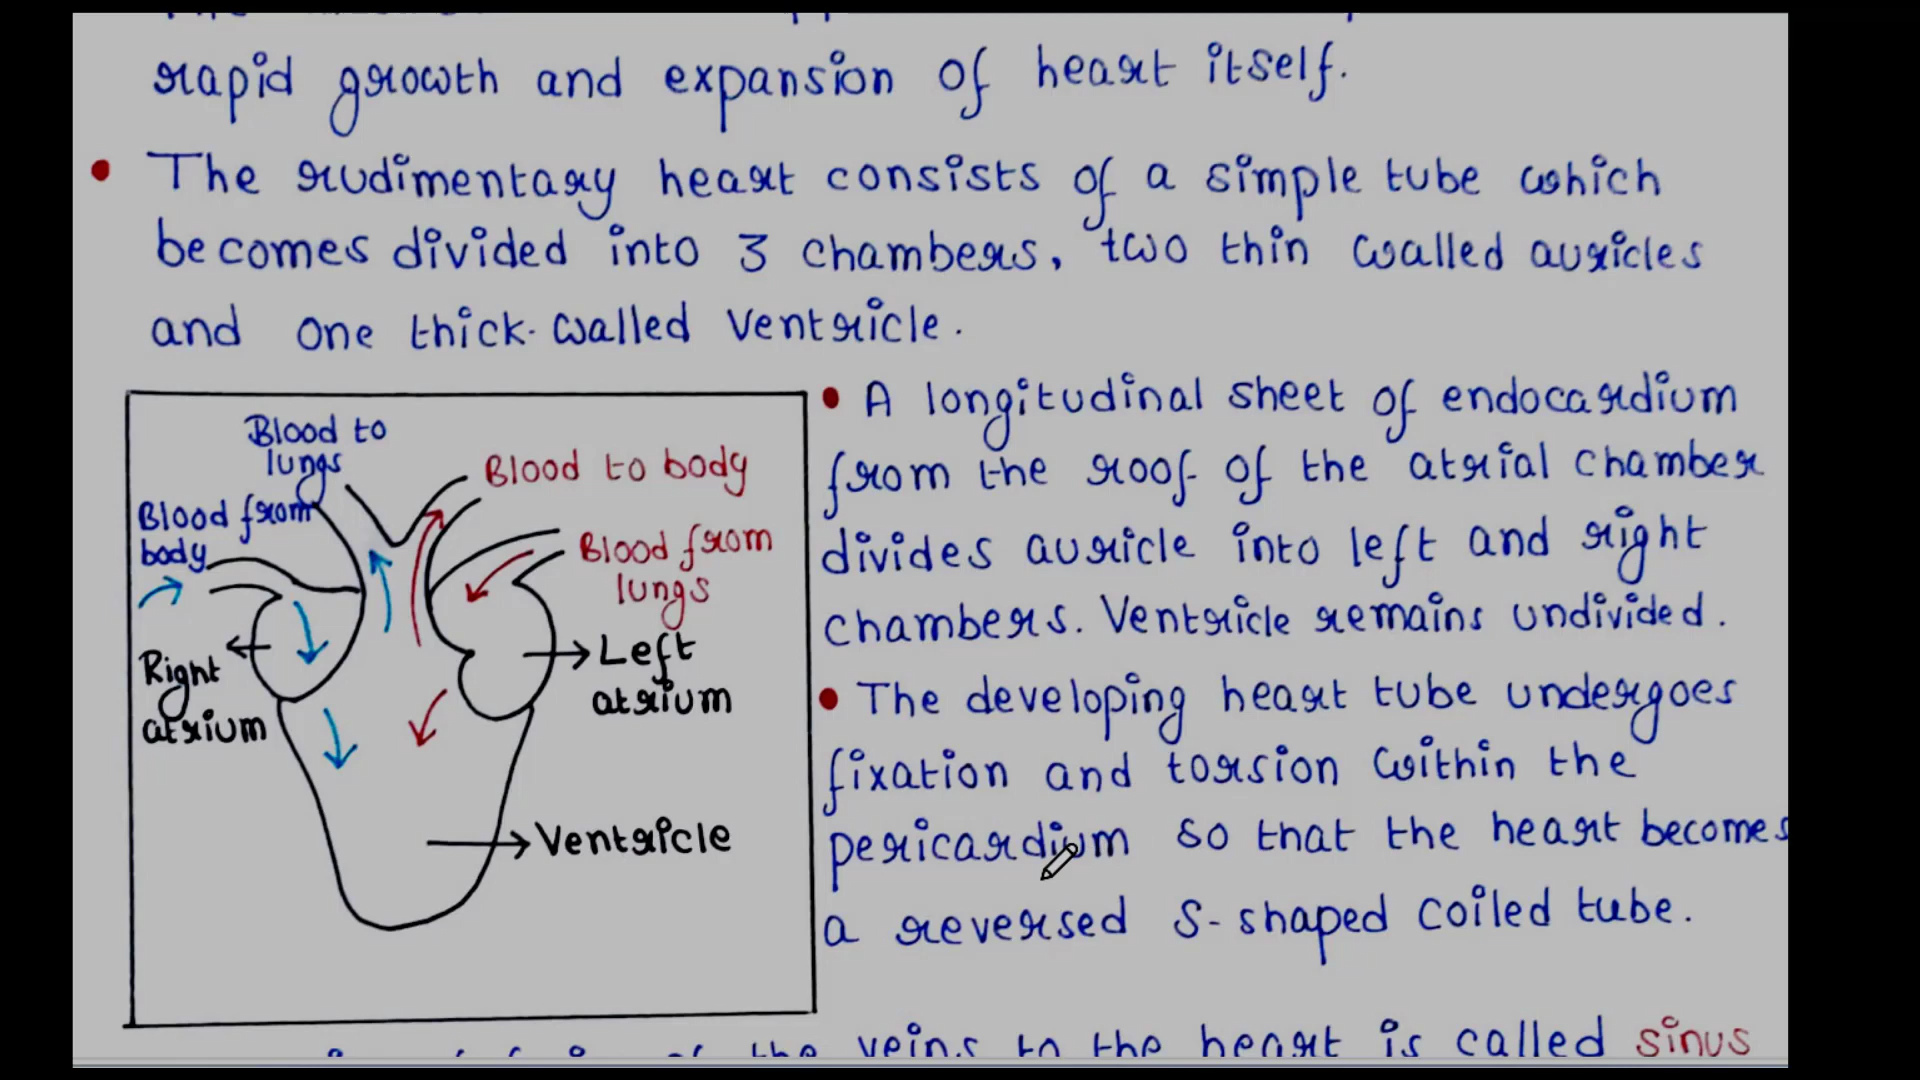 rapid growth and expansion of heart itself.
• The rudimentary heart consists of a simple tube which
becomes divided into 3 chambers, two thin walled auricles
and one thick-walled ventricle.
Blood to
lungs
Blood to body
Blood from
body
Blood from
lungs
Right
atrium
Left
atrium
Ventricle
• A longitudinal sheet of endocardium
from the roof of the atrial chamber
divides auricle into left and right
chambers. Ventricle remains undivided.
• The developing heart tube undergoes
fixation and torsion within the
pericardium so that the heart becomes
a reversed S-shaped coiled tube.
of the veins to the heart is called sinus